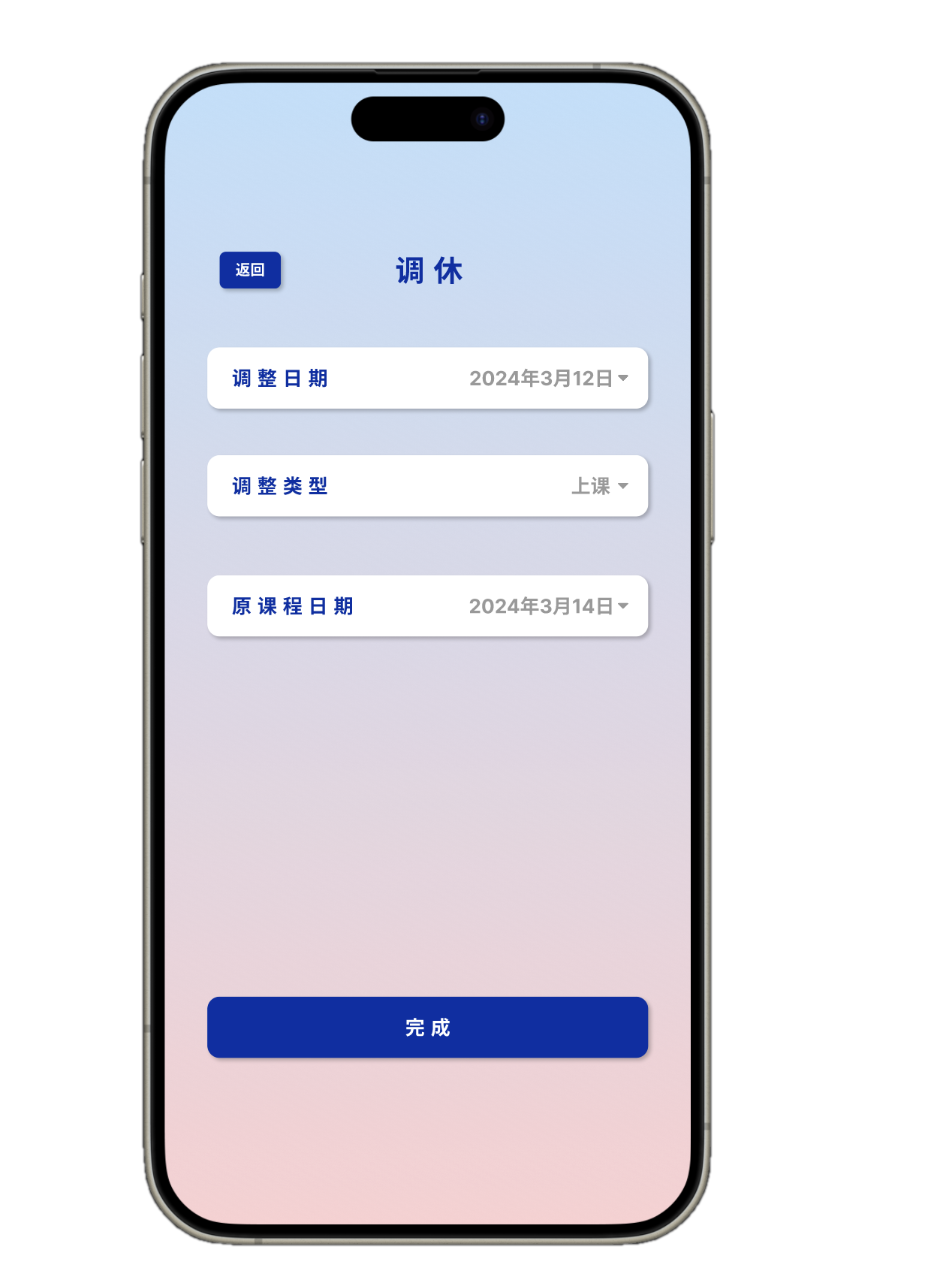 返回
调休
调整日期 2024年3月12日
调整类型 上课
原课程日期 2024年3月14日
完成